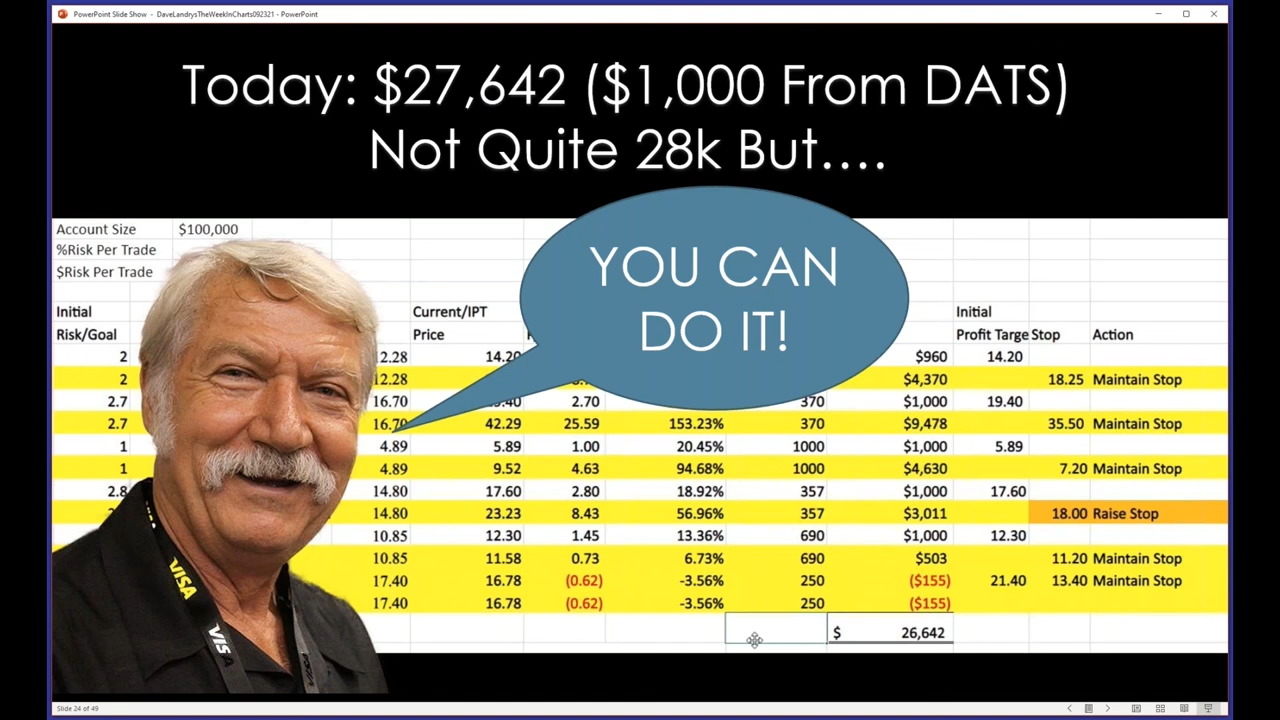 PowerPoint Slide Show - DaveLandrysTheWeekInCharts092321 - PowerPoint
Today: $27,642 ($1,000 From DATS)
Not Quite 28k But....
YOU CAN
DO IT!
Account Size $100,000
%Risk Per Trade
$Risk Per Trade
Initial Current/IPT Initial
Risk/Goal Price Profit Targe Stop Action
2 12.28 14.20 $960 14.20
2 12.28 $4,370 18.25 Maintain Stop
2.7 16.70 2.70 370 $1,000 19.40
2.7 16.70 42.29 25.59 153.23% 370 $9,478 35.50 Maintain Stop
1 4.89 5.89 1.00 20.45% 1000 $1,000 5.89
1 4.89 9.52 4.63 94.68% 1000 $4,630 7.20 Maintain Stop
2.8 14.80 17.60 2.80 18.92% 357 $1,000 17.60
14.80 23.23 8.43 56.96% 357 $3,011 18.00 Raise Stop
10.85 12.30 1.45 13.36% 690 $1,000 12.30
10.85 11.58 0.73 6.73% 690 $503 11.20 Maintain Stop
17.40 16.78 (0.62) -3.56% 250 ($155) 21.40 13.40 Maintain Stop
17.40 16.78 (0.62) -3.56% 250 ($155)
$ 26,642
VISA
VISA
VISA
Slide 24 of 49